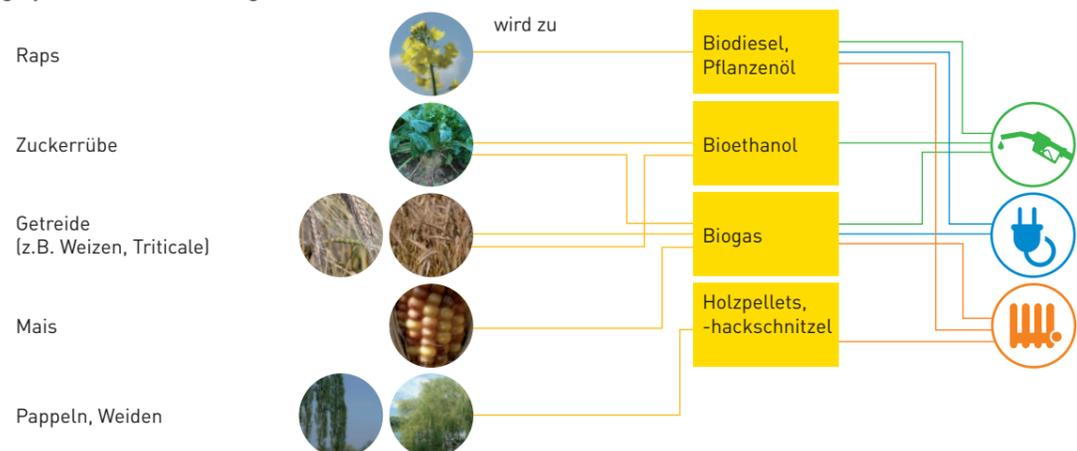 wird zu
Raps
Biodiesel,
Pflanzenöl
Zuckerrübe
Bioethanol
Getreide
(z.B. Weizen, Triticale)
Biogas
Mais
Holzpellets,
-hackschnitzel
Pappeln, Weiden